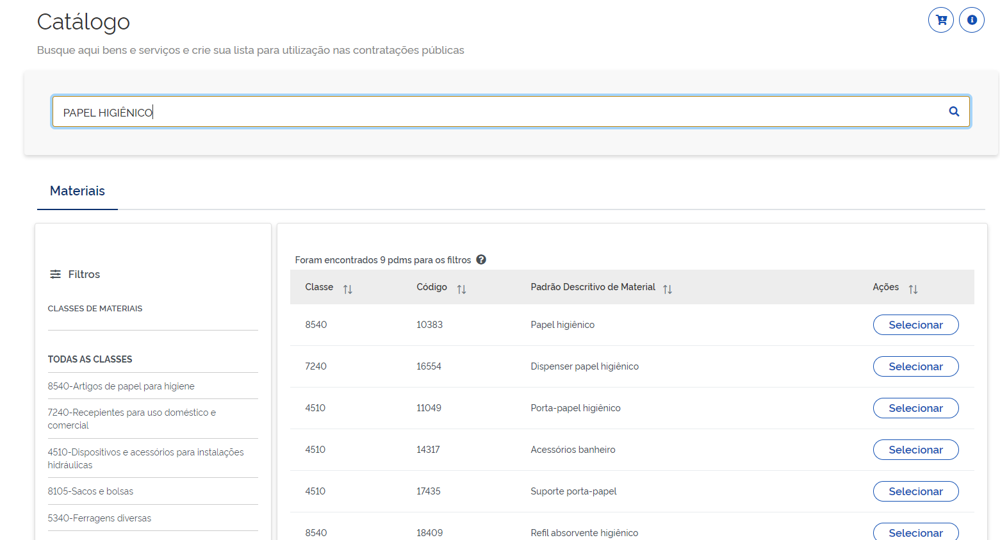 Catálogo
Busque aqui bens e serviços e crie sua lista para utilização nas contratações públicas
PAPEL HIGIÊNICO
Materiais
Filtros
CLASSES DE MATERIAIS
TODAS AS CLASSES
8540-Artigos de papel para higiene
7240-Recepientes para uso doméstico e
comercial
4510-Dispositivos e acessórios para instalações
hidráulicas
8105-Sacos e bolsas
5340-Ferragens diversas
Foram encontrados 9 pdms para os filtros
Classe Código Padrão Descritivo de Material Ações
8540 10383 Papel higiênico Selecionar
7240 16554 Dispenser papel higiênico Selecionar
4510 11049 Porta-papel higiênico Selecionar
4510 14317 Acessórios banheiro Selecionar
4510 17435 Suporte porta-papel Selecionar
8540 18409 Refil absorvente higiênico Selecionar